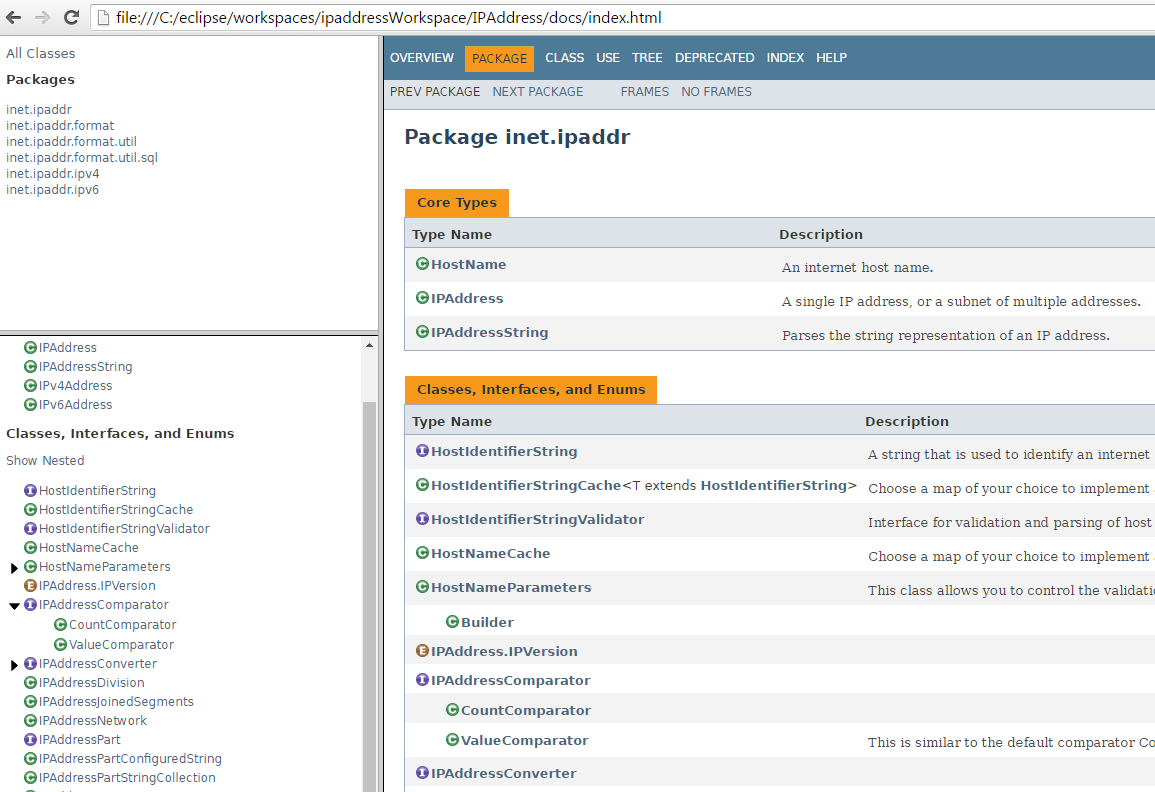 file:///C:/eclipse/workspaces/ipaddressWorkspace/IPAddress/docs/index.html
All Classes
Packages
inet.ipaddr
inet.ipaddr.format
inet.ipaddr.format.util
inet.ipaddr.format.util.sql
inet.ipaddr.ipv4
inet.ipaddr.ipv6
C IPAddress
C IPAddressString
C IPv4Address
C IPv6Address
Classes, Interfaces, and Enums
Show Nested
I HostIdentifierString
C HostIdentifierStringCache
I HostIdentifierStringValidator
C HostNameCache
C HostNameParameters
E IPAddress.IPVersion
I IPAddressComparator
C CountComparator
C ValueComparator
I IPAddressConverter
C IPAddressDivision
C IPAddressJoinedSegments
C IPAddressNetwork
I IPAddressPart
C IPAddressPartConfiguredString
C IPAddressPartStringCollection
OVERVIEW PACKAGE CLASS USE TREE DEPRECATED INDEX HELP
PREV PACKAGE NEXT PACKAGE FRAMES NO FRAMES
Package inet.ipaddr
Core Types
Type Name Description
C HostName An internet host name.
C IPAddress A single IP address, or a subnet of multiple addresses.
C IPAddressString Parses the string representation of an IP address.
Classes, Interfaces, and Enums
Type Name Description
I HostIdentifierString A string that is used to identify an internet
C HostIdentifierStringCache<T extends HostIdentifierString> Choose a map of your choice to implement
I HostIdentifierStringValidator Interface for validation and parsing of host
C HostNameCache Choose a map of your choice to implement
C HostNameParameters This class allows you to control the validati
C Builder
E IPAddress.IPVersion
I IPAddressComparator
C CountComparator
C ValueComparator This is similar to the default comparator Co
I IPAddressConverter